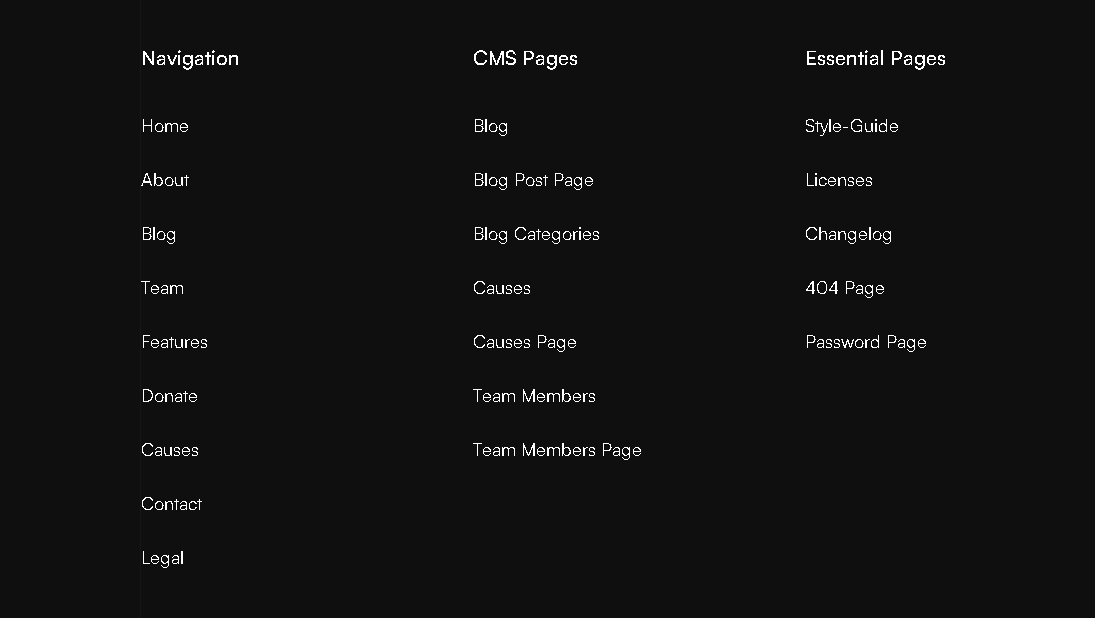 Navigation
Home
About
Blog
Team
Features
Donate
Causes
Contact
Legal
CMS Pages
Blog
Blog Post Page
Blog Categories
Causes
Causes Page
Team Members
Team Members Page
Essential Pages
Style-Guide
Licenses
Changelog
404 Page
Password Page